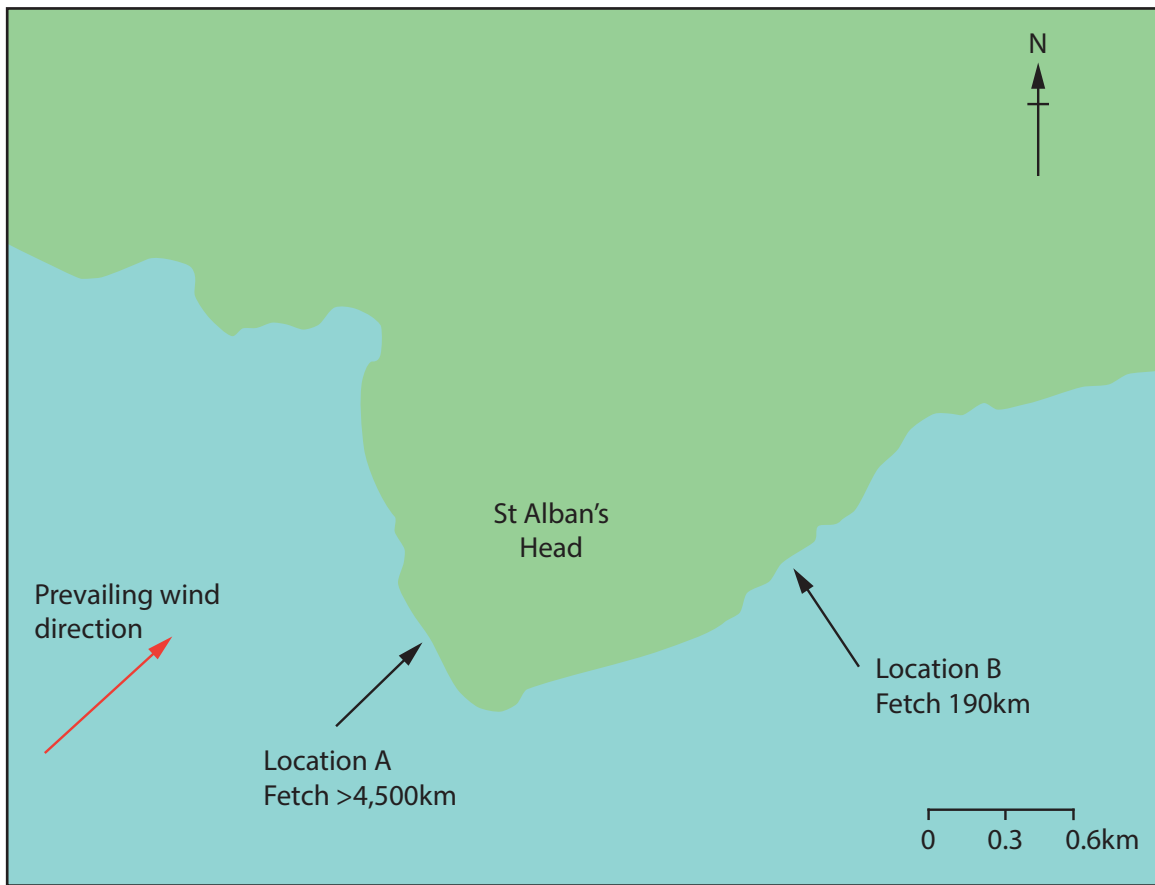 N
St Alban's
Head
Prevailing wind
direction
Location B
Fetch 190km
Location A
Fetch >4,500km
0 0.3 0.6km